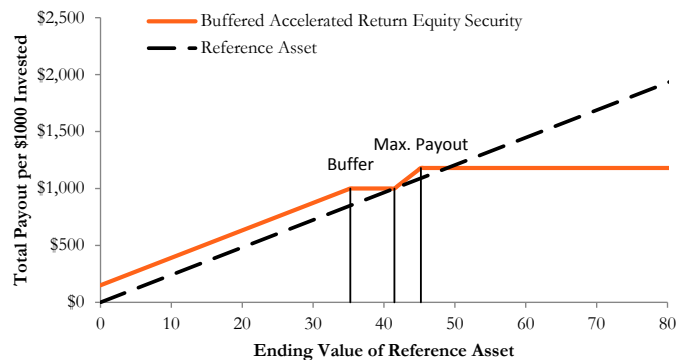 Total Payout per $1000 Invested
$2,500
$2,000
$1,500
$1,000
$500
$0
Buffered Accelerated Return Equity Security
Reference Asset
Max. Payout
Buffer
0 10 20 30 40 50 60 70 80
Ending Value of Reference Asset